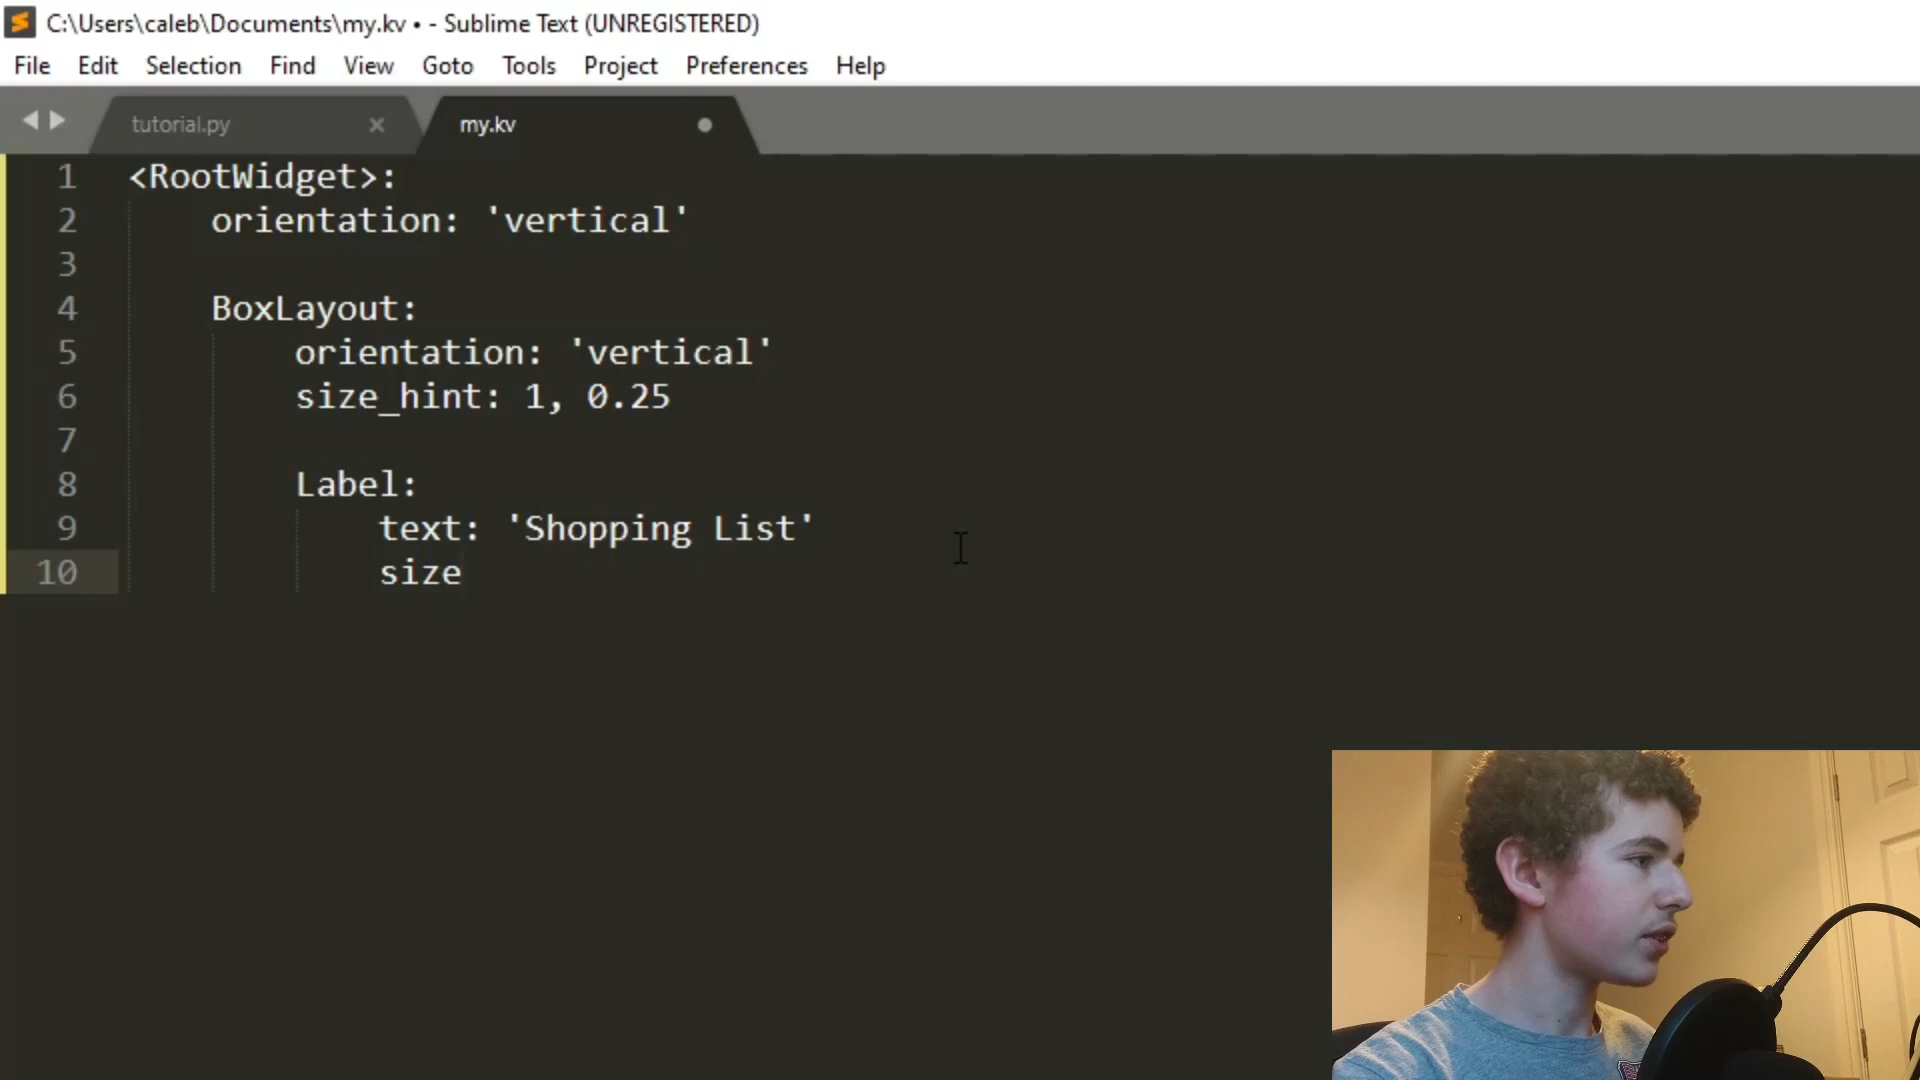 C:\Users\caleb\Documents\my.kv • - Sublime Text (UNREGISTERED)
File Edit Selection Find View Goto Tools Project Preferences Help
tutorial.py my.kv
1 <RootWidget>:
2 orientation: 'vertical'
3
4 BoxLayout:
5 orientation: 'vertical'
6 size_hint: 1, 0.25
7
8 Label:
9 text: 'Shopping List'
10 size